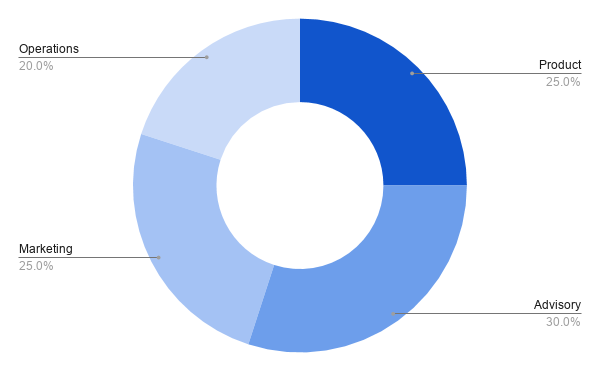 Operations
20.0%
Product
25.0%
Marketing
25.0%
Advisory
30.0%